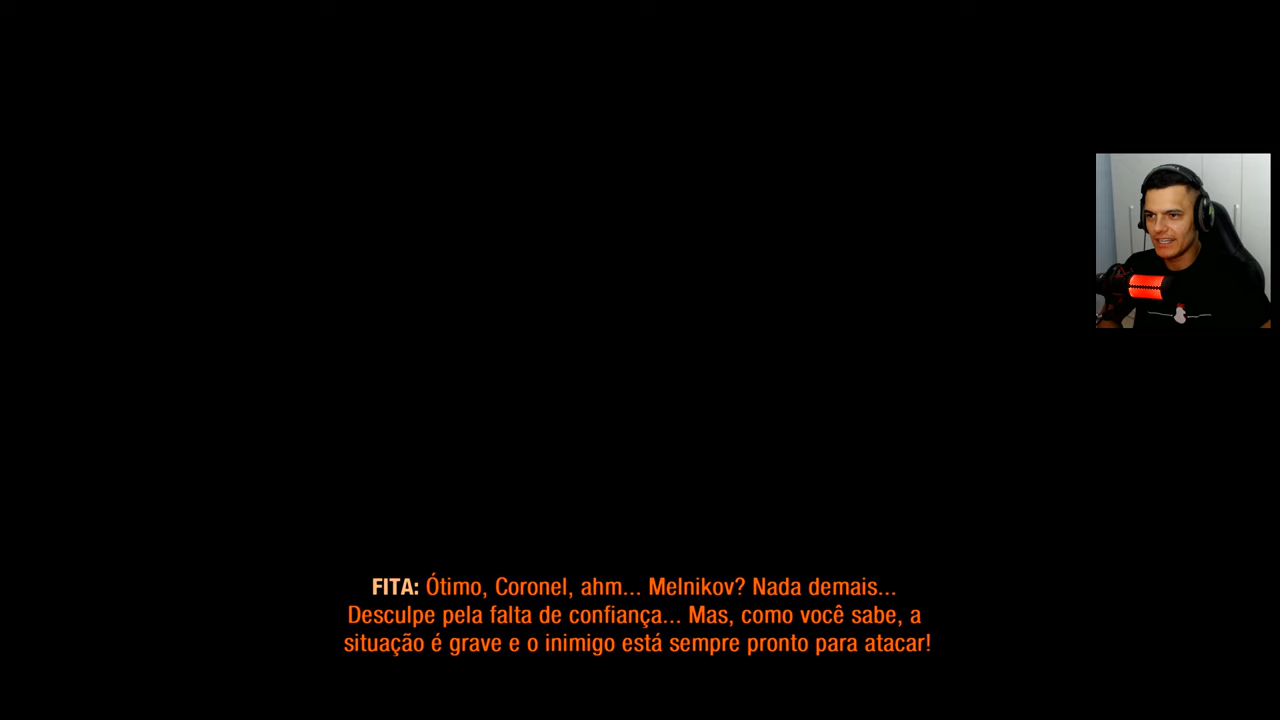 FITA: Ótimo, Coronel, ahm... Melnikov? Nada demais...
Desculpe pela falta de confiança... Mas, como você sabe, a
situação é grave e o inimigo está sempre pronto para atacar!